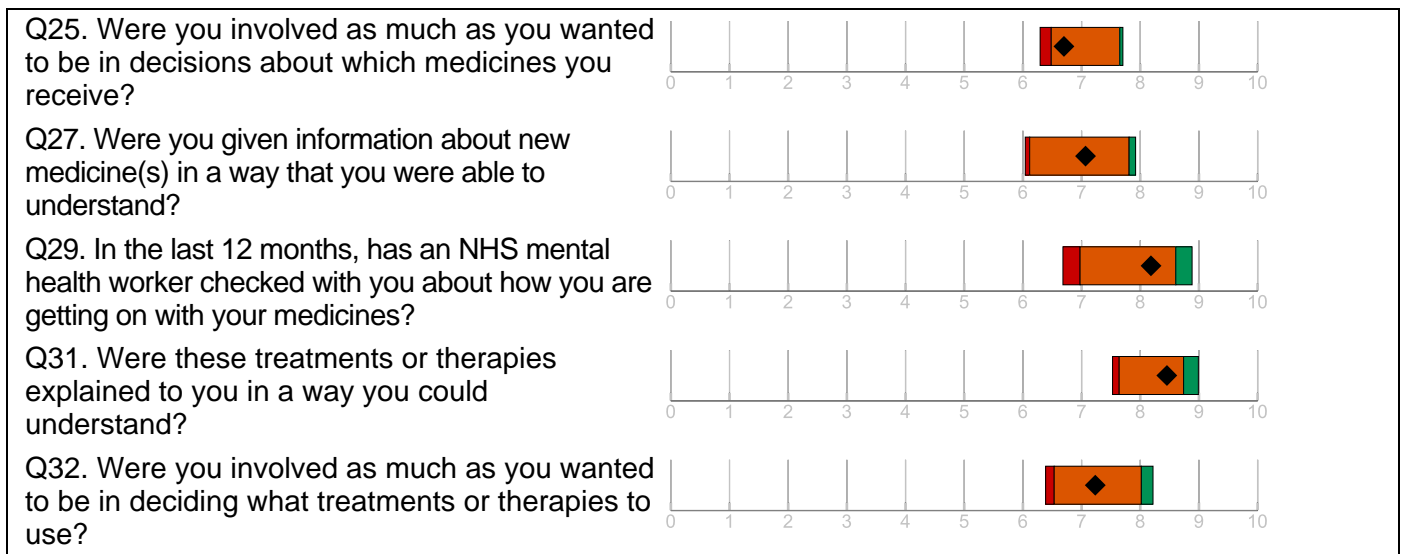 Q25. Were you involved as much as you wanted
to be in decisions about which medicines you
receive?
0 1 2 3 4 5 6 7 8 9 10
Q27. Were you given information about new
medicine(s) in a way that you were able to
understand?
0 1 2 3 4 5 6 7 8 9 10
Q29. In the last 12 months, has an NHS mental
health worker checked with you about how you are
getting on with your medicines?
0 1 2 3 4 5 6 7 8 9 10
Q31. Were these treatments or therapies
explained to you in a way you could
understand?
0 1 2 3 4 5 6 7 8 9 10
Q32. Were you involved as much as you wanted
to be in deciding what treatments or therapies to
use?
0 1 2 3 4 5 6 7 8 9 10